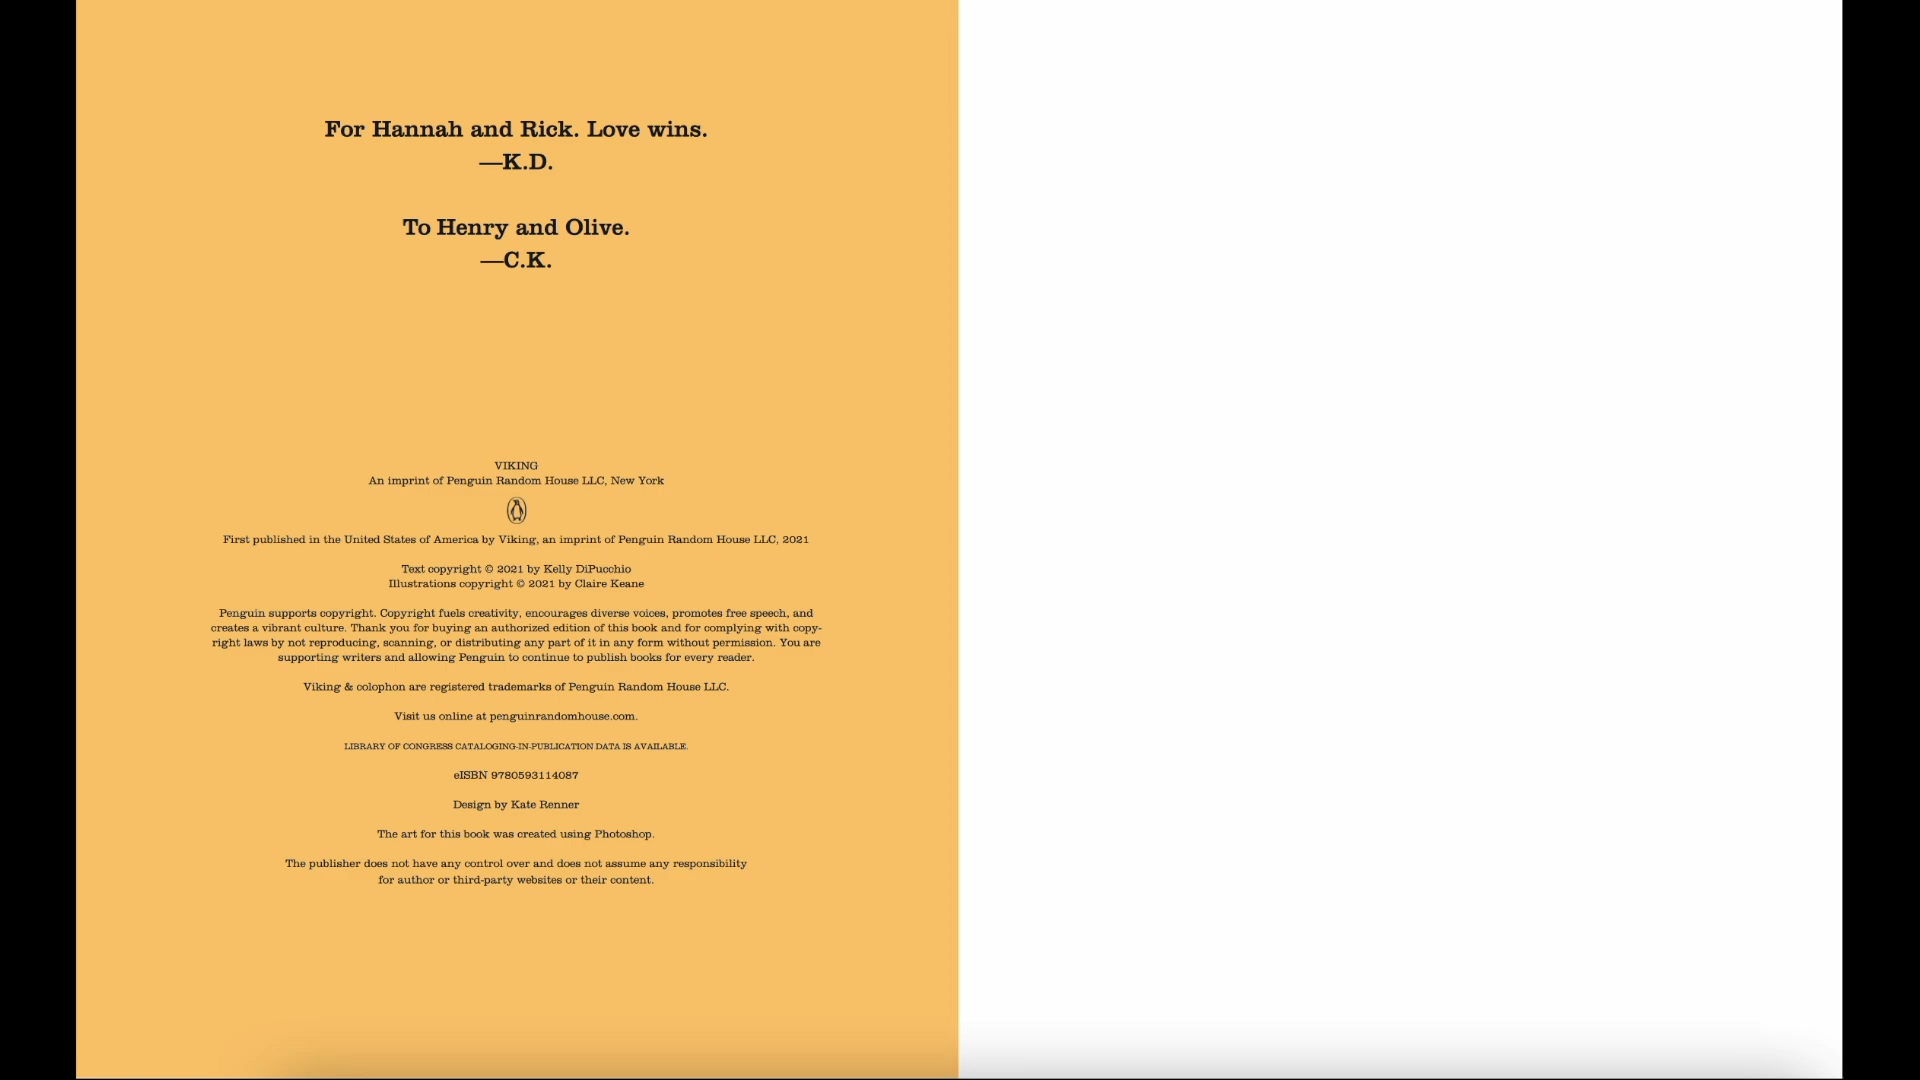 For Hannah and Rick. Love wins.
—K.D.
To Henry and Olive.
—C.K.
VIKING
An imprint of Penguin Random House LLC, New York
First published in the United States of America by Viking, an imprint of Penguin Random House LLC, 2021
Text copyright © 2021 by Kelly DiPucchio
Illustrations copyright © 2021 by Claire Keane
Penguin supports copyright. Copyright fuels creativity, encourages diverse voices, promotes free speech, and
creates a vibrant culture. Thank you for buying an authorized edition of this book and for complying with copy-
right laws by not reproducing, scanning, or distributing any part of it in any form without permission. You are
supporting writers and allowing Penguin to continue to publish books for every reader.
Viking & colophon are registered trademarks of Penguin Random House LLC.
Visit us online at penguinrandomhouse.com.
LIBRARY OF CONGRESS CATALOGING-IN-PUBLICATION DATA IS AVAILABLE.
eISBN 9780593114087
Design by Kate Renner
The art for this book was created using Photoshop.
The publisher does not have any control over and does not assume any responsibility
for author or third-party websites or their content.